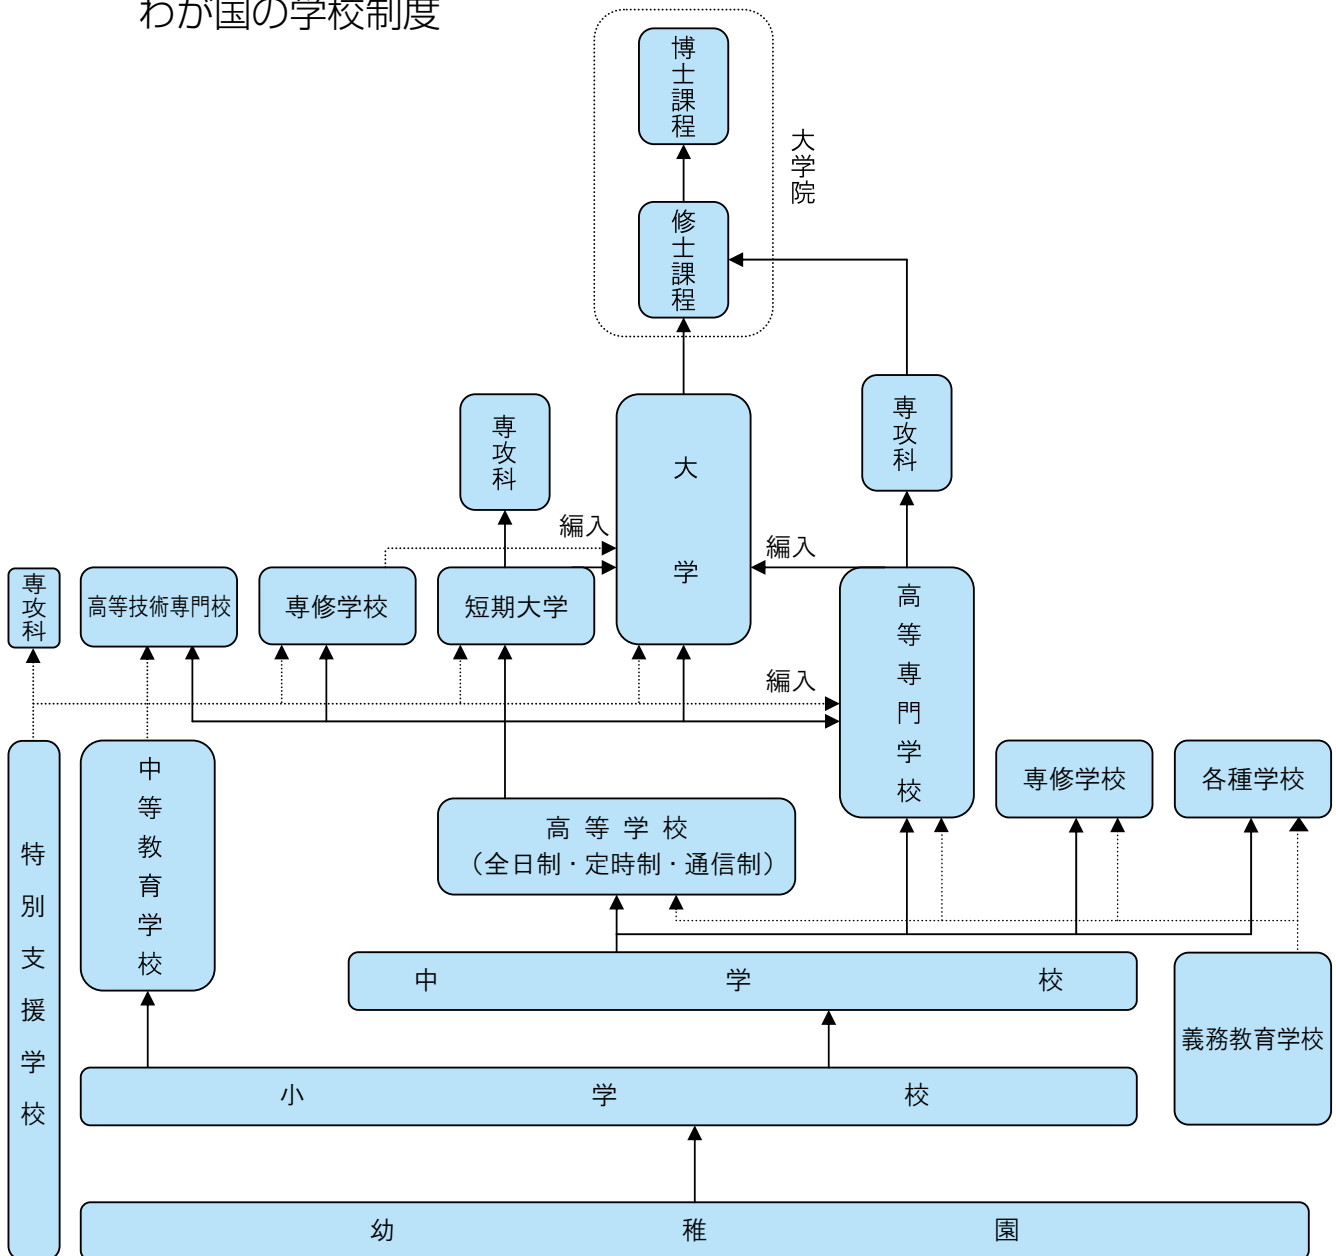 わが国の学校制度
博士課程
大学院
修士課程
専攻科
専攻科
大学
編入
編入
専攻科
高等技術専門校
専修学校
短期大学
高等専門学校
編入
特別支援学校
中等教育学校
専修学校
各種学校
高等学校
（全日制・定時制・通信制）
中学校
義務教育学校
小学校
幼稚園